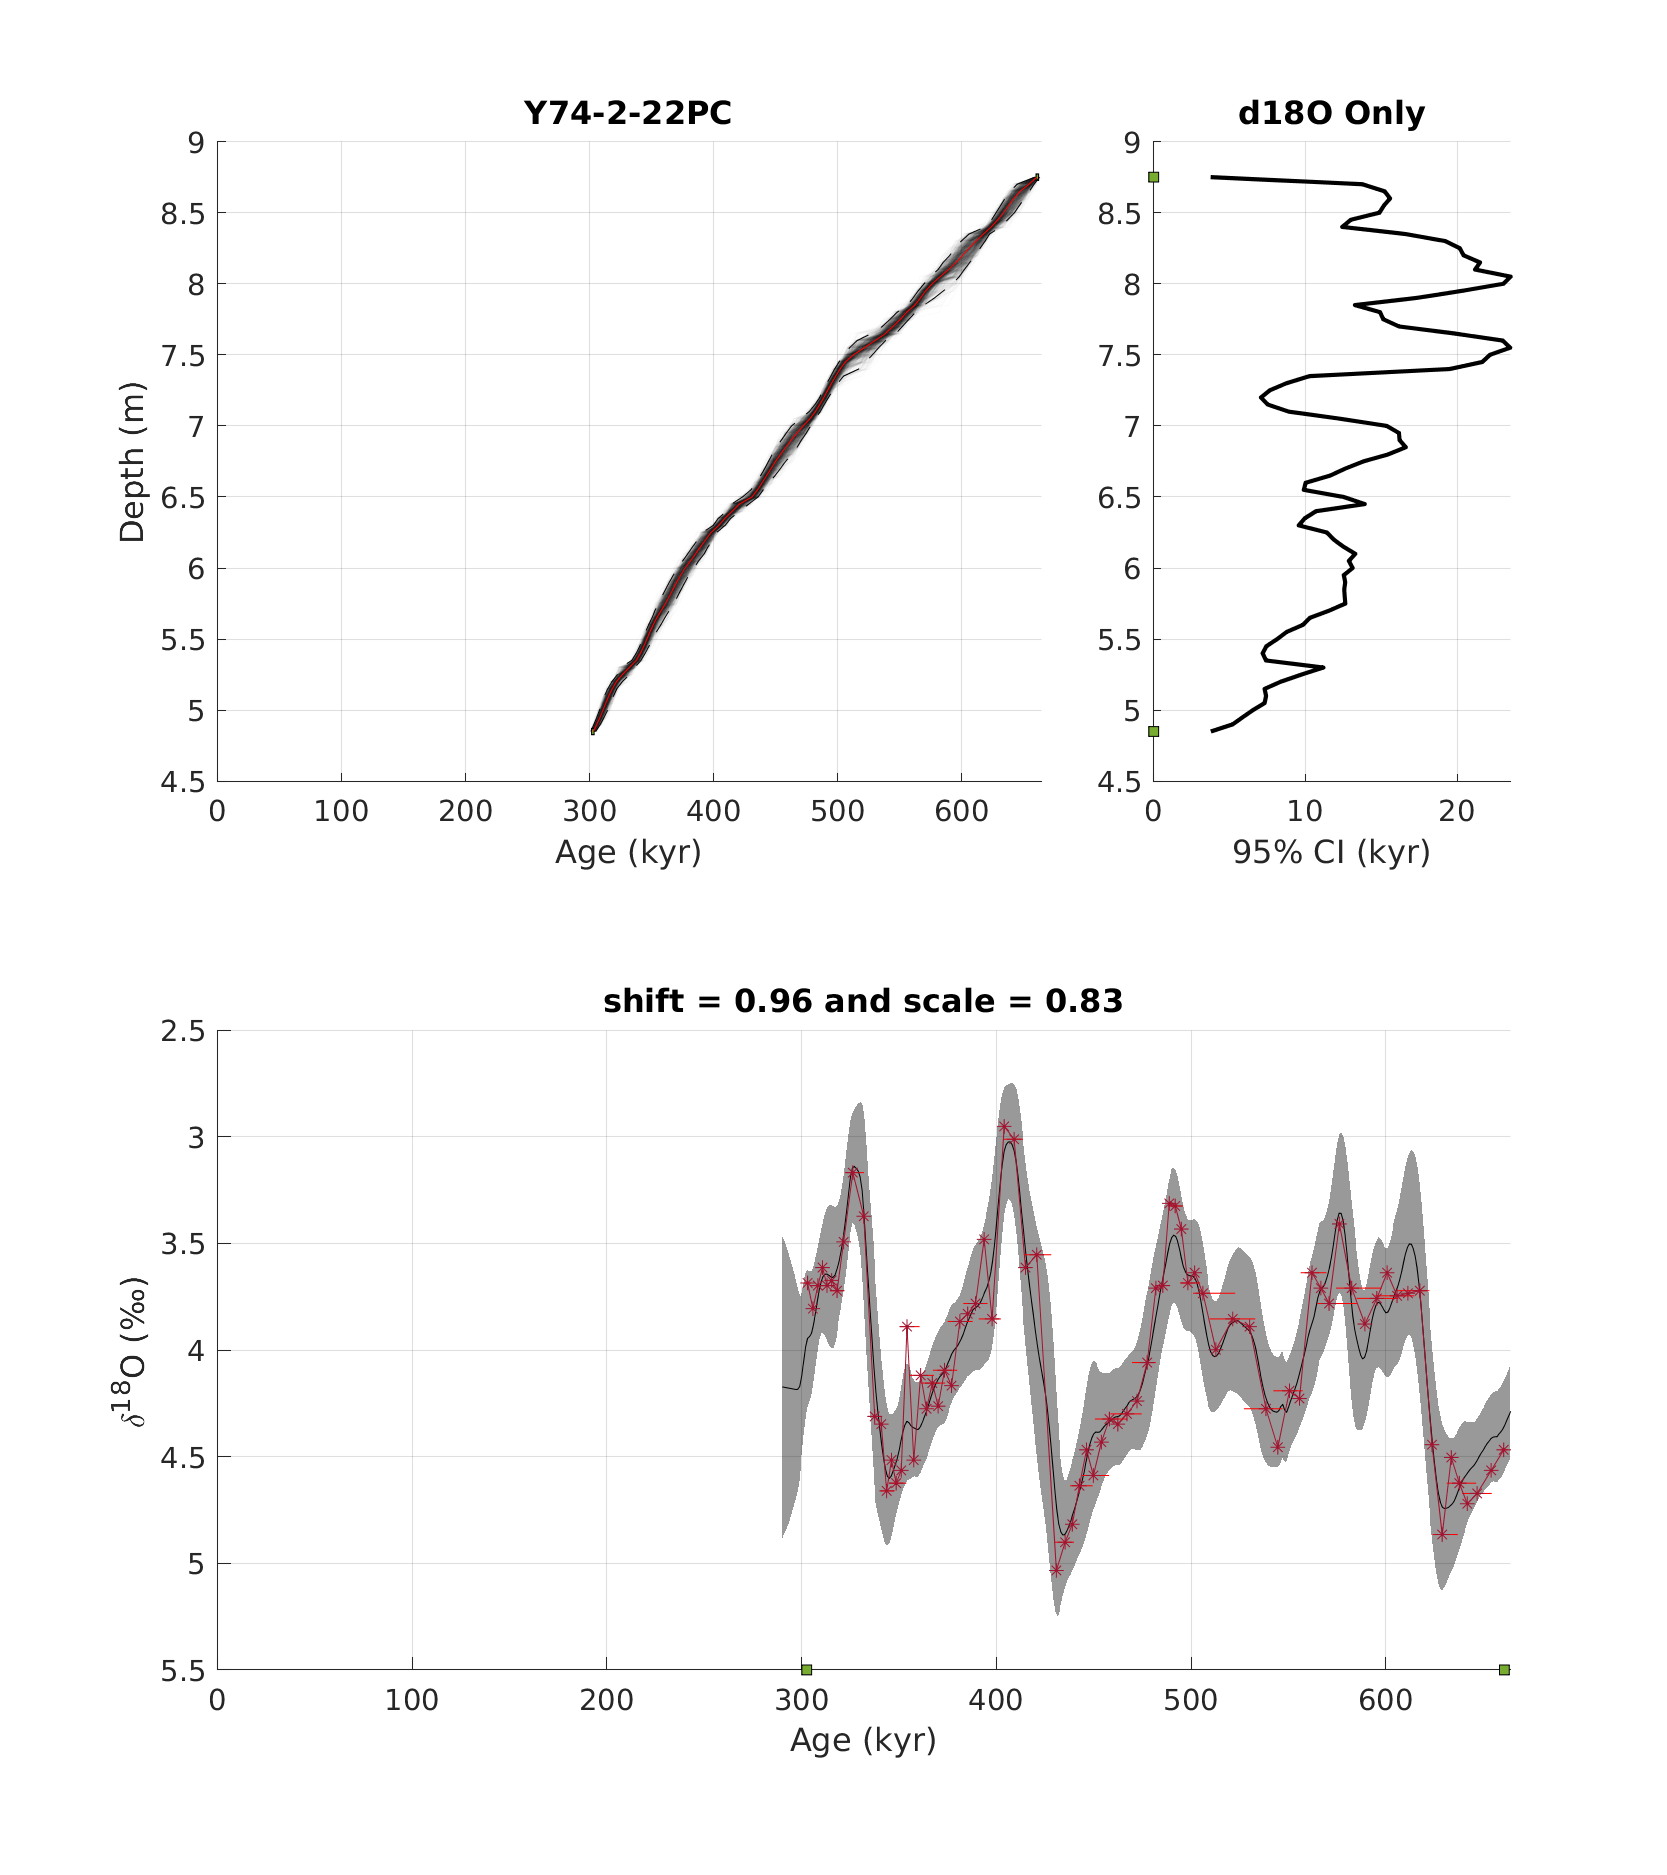 Y74-2-22PC
9
8.5
8
7.5
7
6.5
6
5.5
5
4.5
Depth (m)
0 100 200 300 400 500 600
Age (kyr)
d18O Only
9
8.5
8
7.5
7
6.5
6
5.5
5
4.5
0 10 20
95% CI (kyr)
shift = 0.96 and scale = 0.83
2.5
3
3.5
4
4.5
5
5.5
δ¹⁸O (‰)
0 100 200 300 400 500 600
Age (kyr)